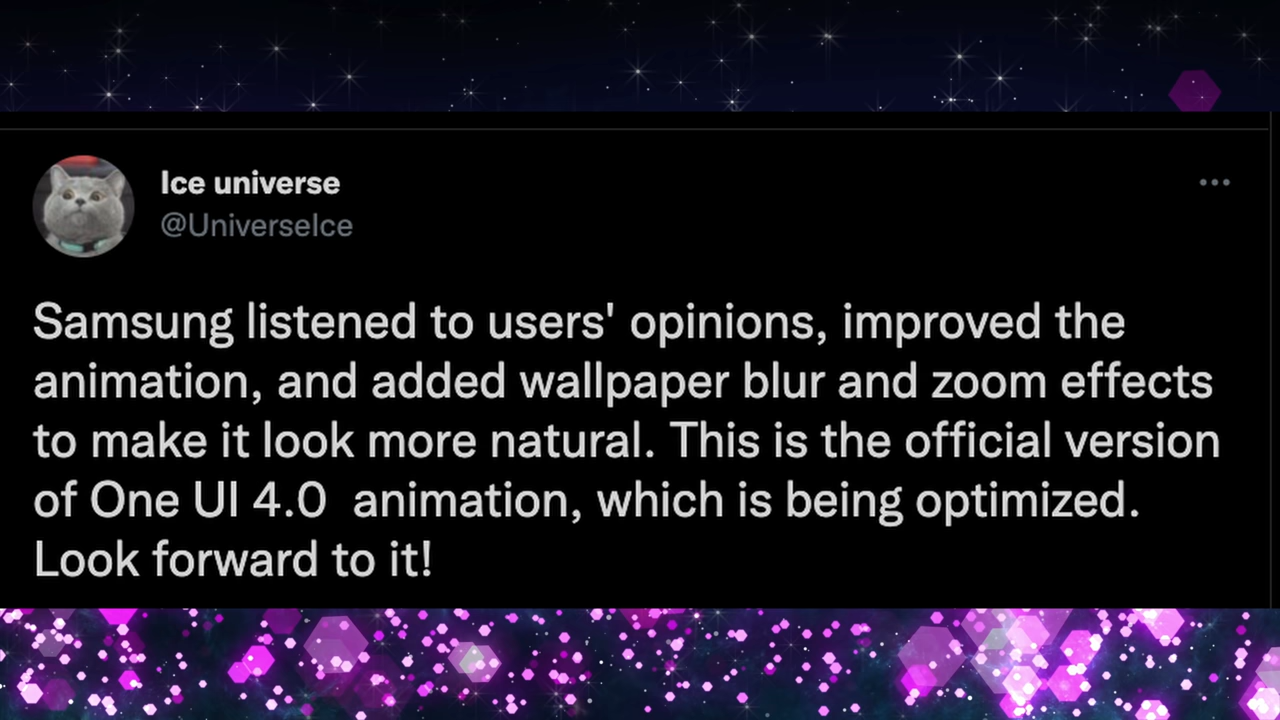 Ice universe
@UniverseIce
Samsung listened to users' opinions, improved the
animation, and added wallpaper blur and zoom effects
to make it look more natural. This is the official version
of One UI 4.0  animation, which is being optimized.
Look forward to it!